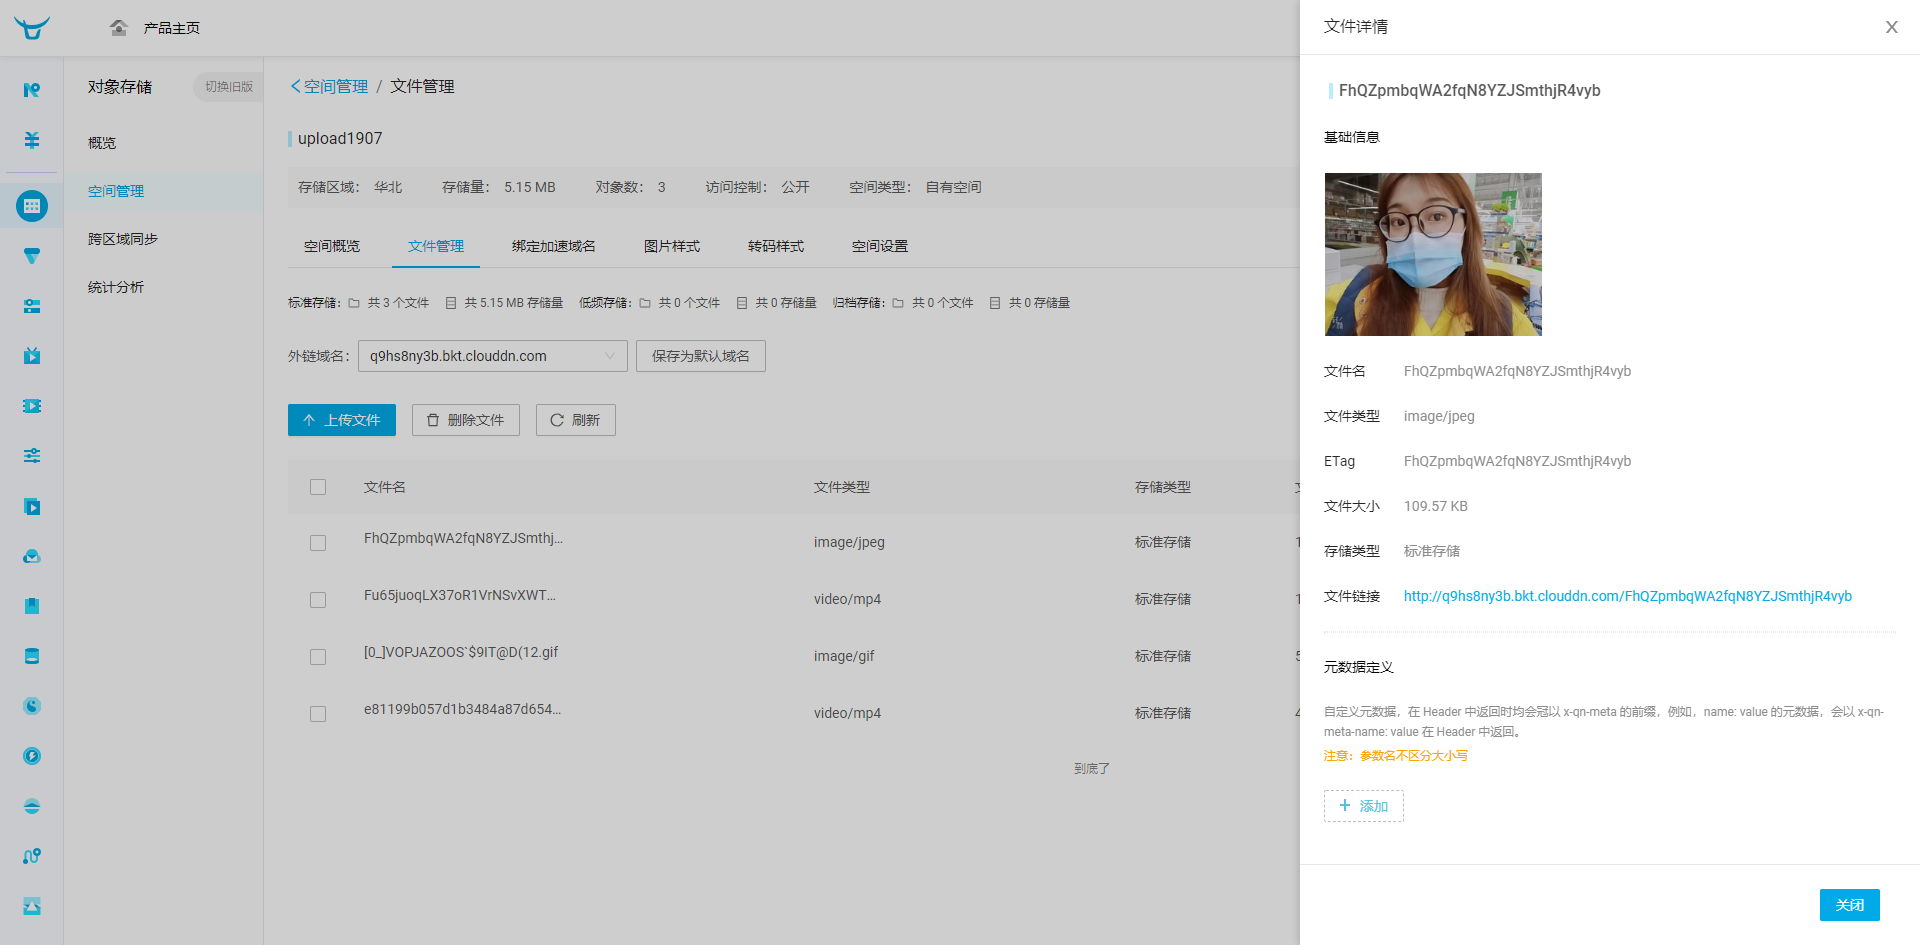 产品主页
对象存储 切换旧版
概览
空间管理
跨区域同步
统计分析
空间管理 / 文件管理
upload1907
存储区域： 华北 存储量： 5.15 MB 对象数： 3 访问控制： 公开 空间类型： 自有空间
空间概览 文件管理 绑定加速域名 图片样式 转码样式 空间设置
标准存储： 共 3 个文件 共 5.15 MB 存储量 低频存储： 共 0 个文件 共 0 存储量 归档存储： 共 0 个文件 共 0 存储量
外链域名： q9hs8ny3b.bkt.clouddn.com 保存为默认域名
上传文件 删除文件 刷新
文件名 文件类型 存储类型
FhQZpmbqWA2fqN8YZJSmthj... image/jpeg 标准存储
Fu65juoqLX37oR1VrNSvXWT... video/mp4 标准存储
[0_]VOPJAZOOS`$9IT@D(12.gif image/gif 标准存储
e81199b057d1b3484a87d654... video/mp4 标准存储
到底了
文件详情 X
FhQZpmbqWA2fqN8YZJSmthjR4vyb
基础信息
文件名 FhQZpmbqWA2fqN8YZJSmthjR4vyb
文件类型 image/jpeg
ETag FhQZpmbqWA2fqN8YZJSmthjR4vyb
文件大小 109.57 KB
存储类型 标准存储
文件链接 http://q9hs8ny3b.bkt.clouddn.com/FhQZpmbqWA2fqN8YZJSmthjR4vyb
元数据定义
自定义元数据，在 Header 中返回时均会冠以 x-qn-meta 的前缀，例如，name: value 的元数据，会以 x-qn-
meta-name: value 在 Header 中返回。
注意：参数名不区分大小写
+ 添加
关闭